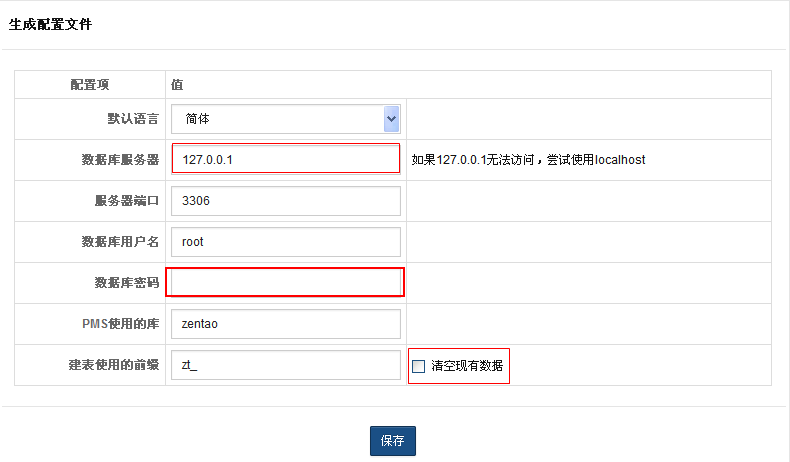 生成配置文件
配置项 值
默认语言 简体
数据库服务器 127.0.0.1 如果127.0.0.1无法访问，尝试使用localhost
服务器端口 3306
数据库用户名 root
数据库密码
PMS使用的库 zentao
建表使用的前缀 zt_ 清空现有数据
保存